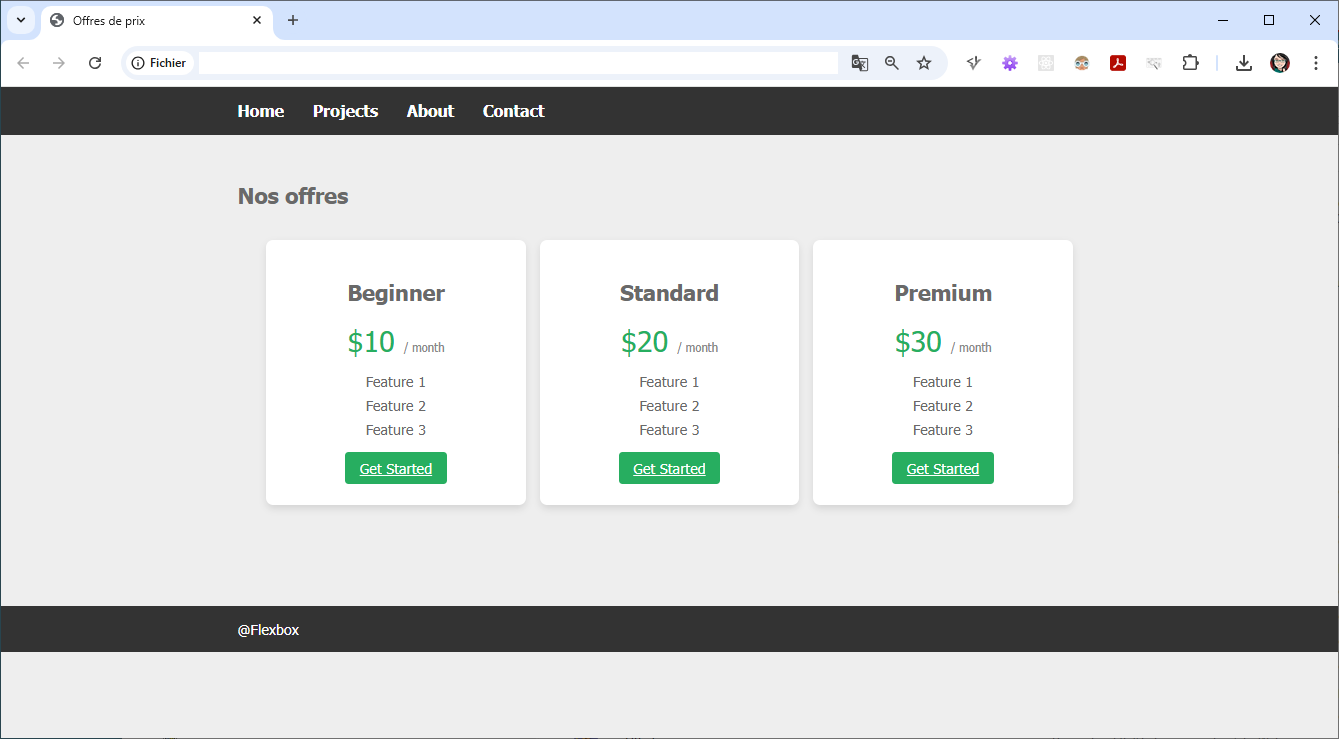 Offres de prix
Fichier
Home Projects About Contact
Nos offres
Beginner
$10 / month
Feature 1
Feature 2
Feature 3
Get Started
Standard
$20 / month
Feature 1
Feature 2
Feature 3
Get Started
Premium
$30 / month
Feature 1
Feature 2
Feature 3
Get Started
@Flexbox